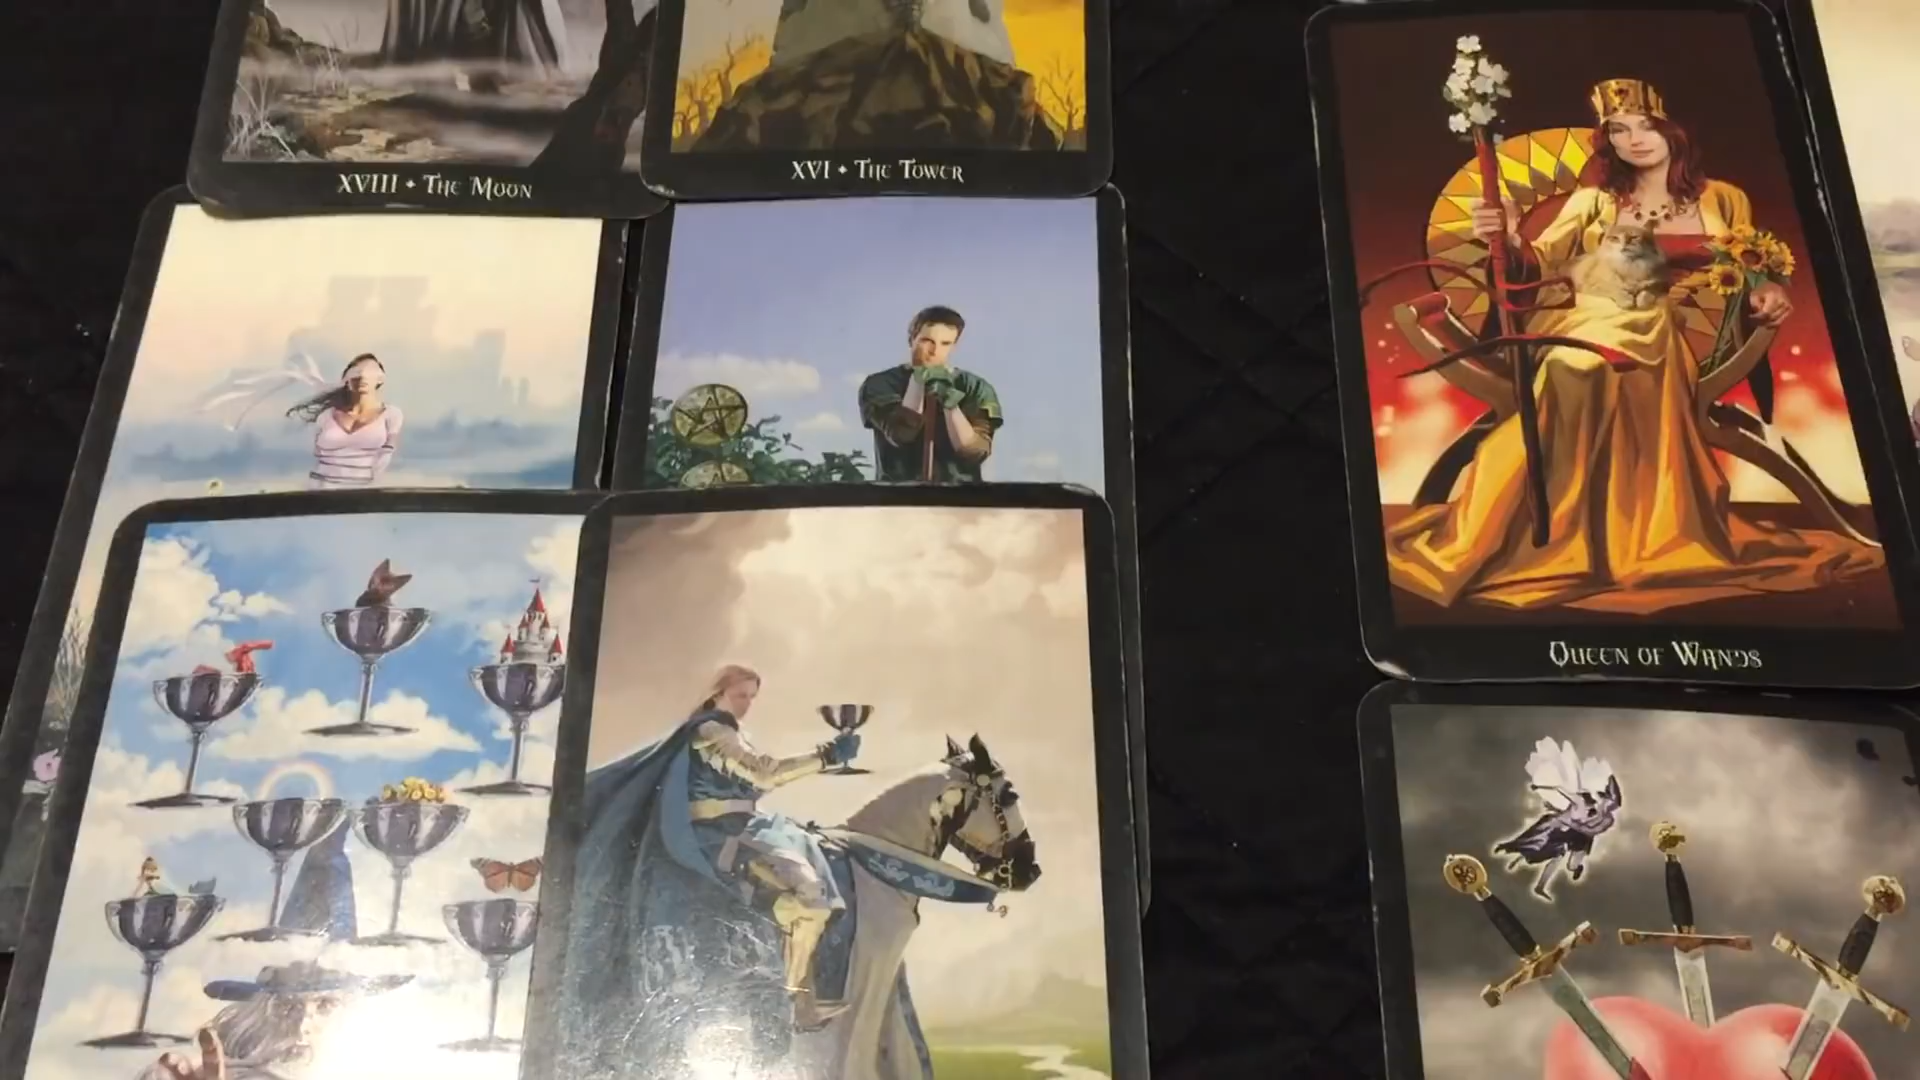 XVIII • The Moon
XVI • The Tower
Queen of Wands